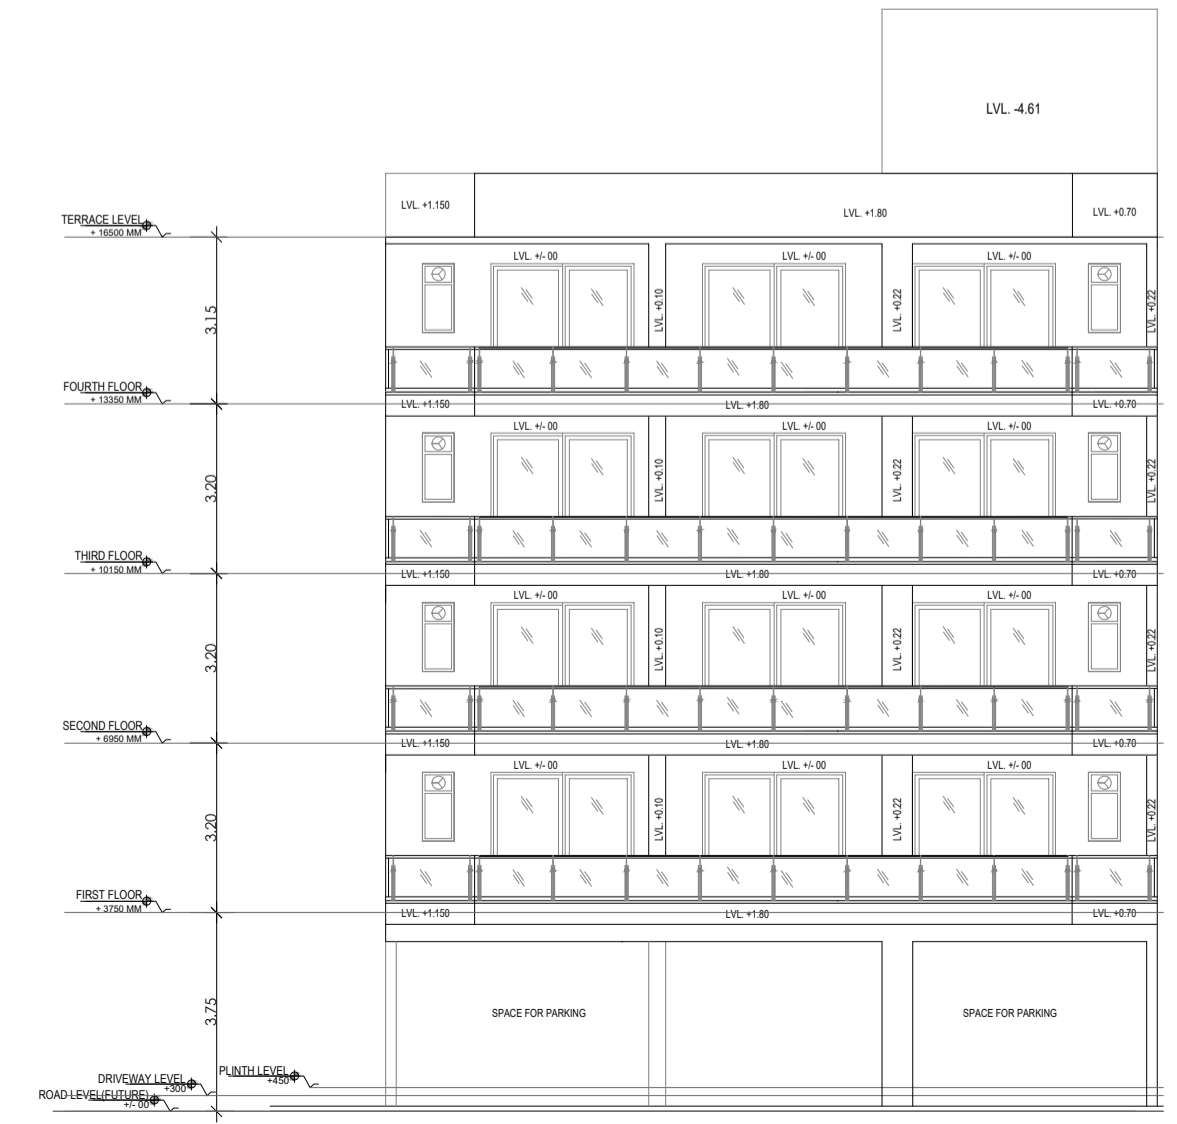 LVL. -4.61
LVL. +1.150
LVL. +1.80
LVL. +0.70
TERRACE LEVEL
+ 16500 MM
LVL. +/- 00
LVL. +/- 00
LVL. +/- 00
LVL. +0.10
LVL. +0.22
LVL. +0.22
3.15
FOURTH FLOOR
+ 13350 MM
LVL. +1.150
LVL. +1.80
LVL. +0.70
LVL. +/- 00
LVL. +/- 00
LVL. +/- 00
LVL. +0.10
LVL. +0.22
LVL. +0.22
3.20
THIRD FLOOR
+ 10150 MM
LVL. +1.150
LVL. +1.80
LVL. +0.70
LVL. +/- 00
LVL. +/- 00
LVL. +/- 00
LVL. +0.10
LVL. +0.22
LVL. +0.22
3.20
SECOND FLOOR
+ 6950 MM
LVL. +1.150
LVL. +1.80
LVL. +0.70
LVL. +/- 00
LVL. +/- 00
LVL. +/- 00
LVL. +0.10
LVL. +0.22
LVL. +0.22
3.20
FIRST FLOOR
+ 3750 MM
LVL. +1.150
LVL. +1.80
LVL. +0.70
3.75
SPACE FOR PARKING
SPACE FOR PARKING
PLINTH LEVEL
+450
DRIVEWAY LEVEL
+300
ROAD LEVEL(FUTURE)
+/- 00